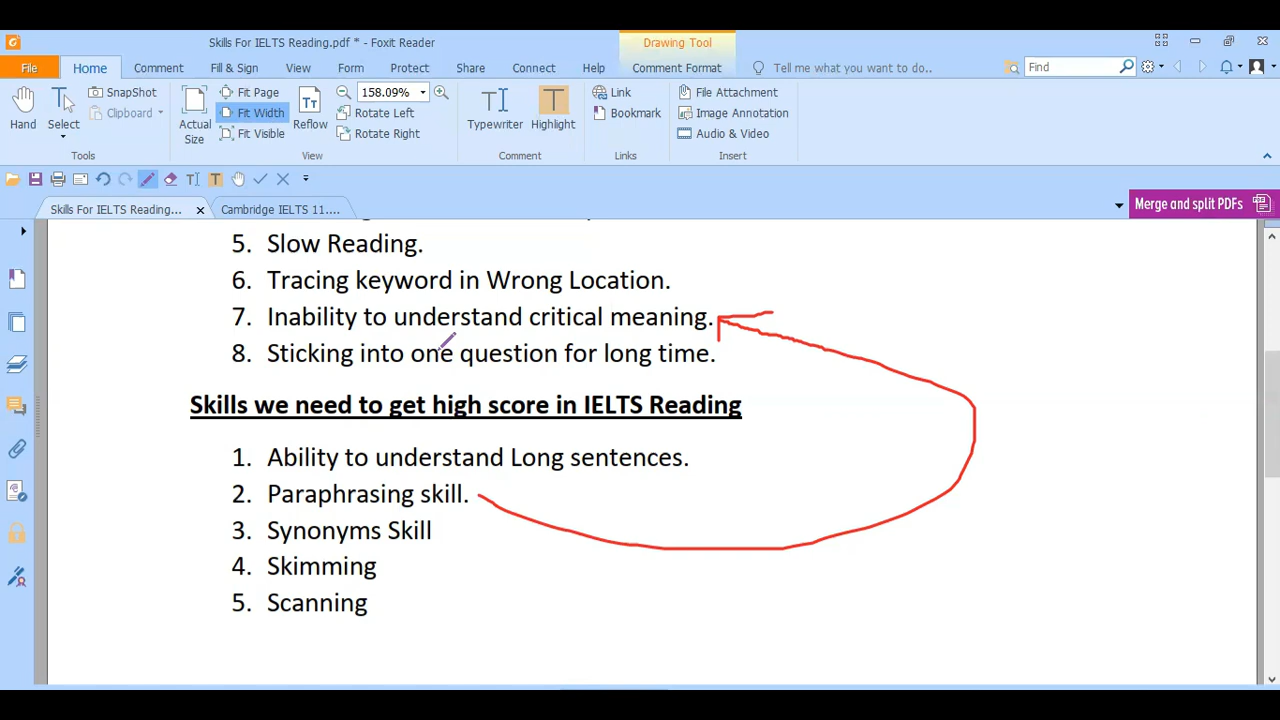 Skills For IELTS Reading.pdf * - Foxit Reader
Drawing Tool
File Home Comment Fill & Sign View Form Protect Share Connect Help Comment Format Tell me what you want to do.. Find
Hand
Select
SnapShot
Clipboard
Tools
Actual
Size
Fit Page
Fit Width
Fit Visible
Reflow
158.09%
Rotate Left
Rotate Right
View
Typewriter
Highlight
Comment
Link
Bookmark
Links
File Attachment
Image Annotation
Audio & Video
Insert
Skills For IELTS Reading... Cambridge IELTS 11.... Merge and split PDFs
5. Slow Reading.
6. Tracing keyword in Wrong Location.
7. Inability to understand critical meaning.
8. Sticking into one question for long time.
Skills we need to get high score in IELTS Reading
1. Ability to understand Long sentences.
2. Paraphrasing skill.
3. Synonyms Skill
4. Skimming
5. Scanning